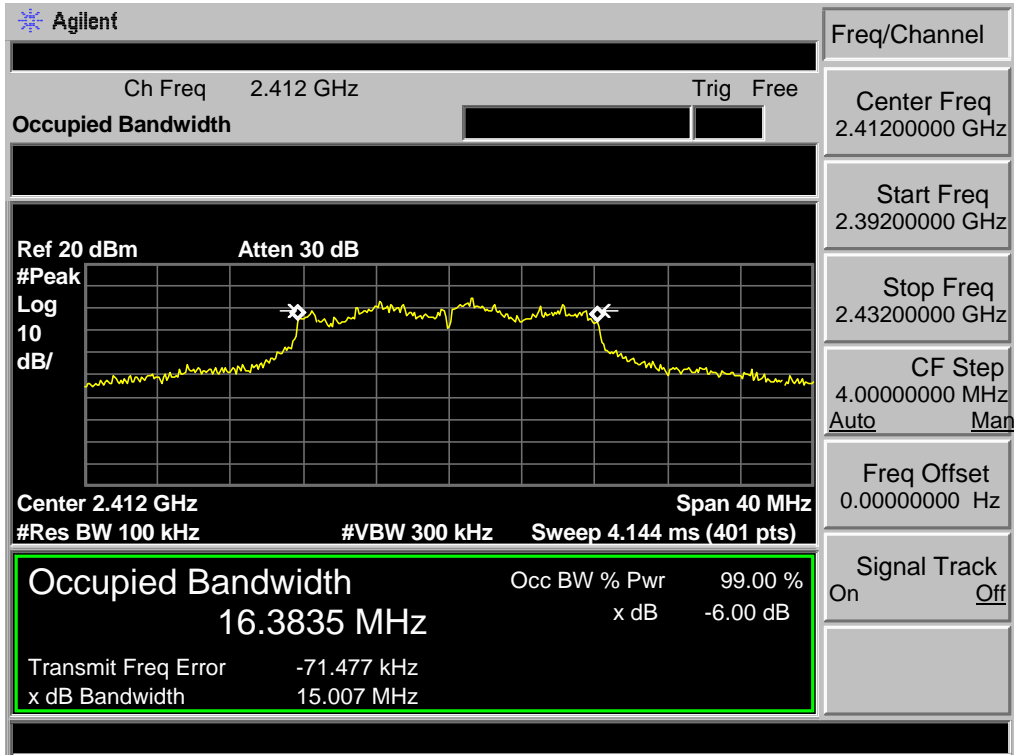 Agilent
Freq/Channel
Ch Freq 2.412 GHz Trig Free
Occupied Bandwidth
Center Freq
2.41200000 GHz
Start Freq
2.39200000 GHz
Stop Freq
2.43200000 GHz
CF Step
4.00000000 MHz
Auto Man
Freq Offset
0.00000000 Hz
Signal Track
On Off
Ref 20 dBm Atten 30 dB
#Peak
Log
10
dB/
Center 2.412 GHz Span 40 MHz
#Res BW 100 kHz #VBW 300 kHz Sweep 4.144 ms (401 pts)
Occupied Bandwidth
16.3835 MHz
Occ BW % Pwr 99.00 %
x dB -6.00 dB
Transmit Freq Error -71.477 kHz
x dB Bandwidth 15.007 MHz